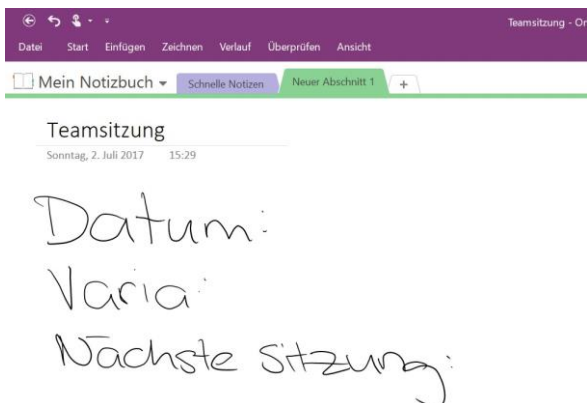 Teamsitzung - On
Datei Start Einfügen Zeichnen Verlauf Überprüfen Ansicht
Mein Notizbuch Schnelle Notizen Neuer Abschnitt 1 +
Teamsitzung
Sonntag, 2. Juli 2017 15:29
Datum:
Varia:
Nächste Sitzung: